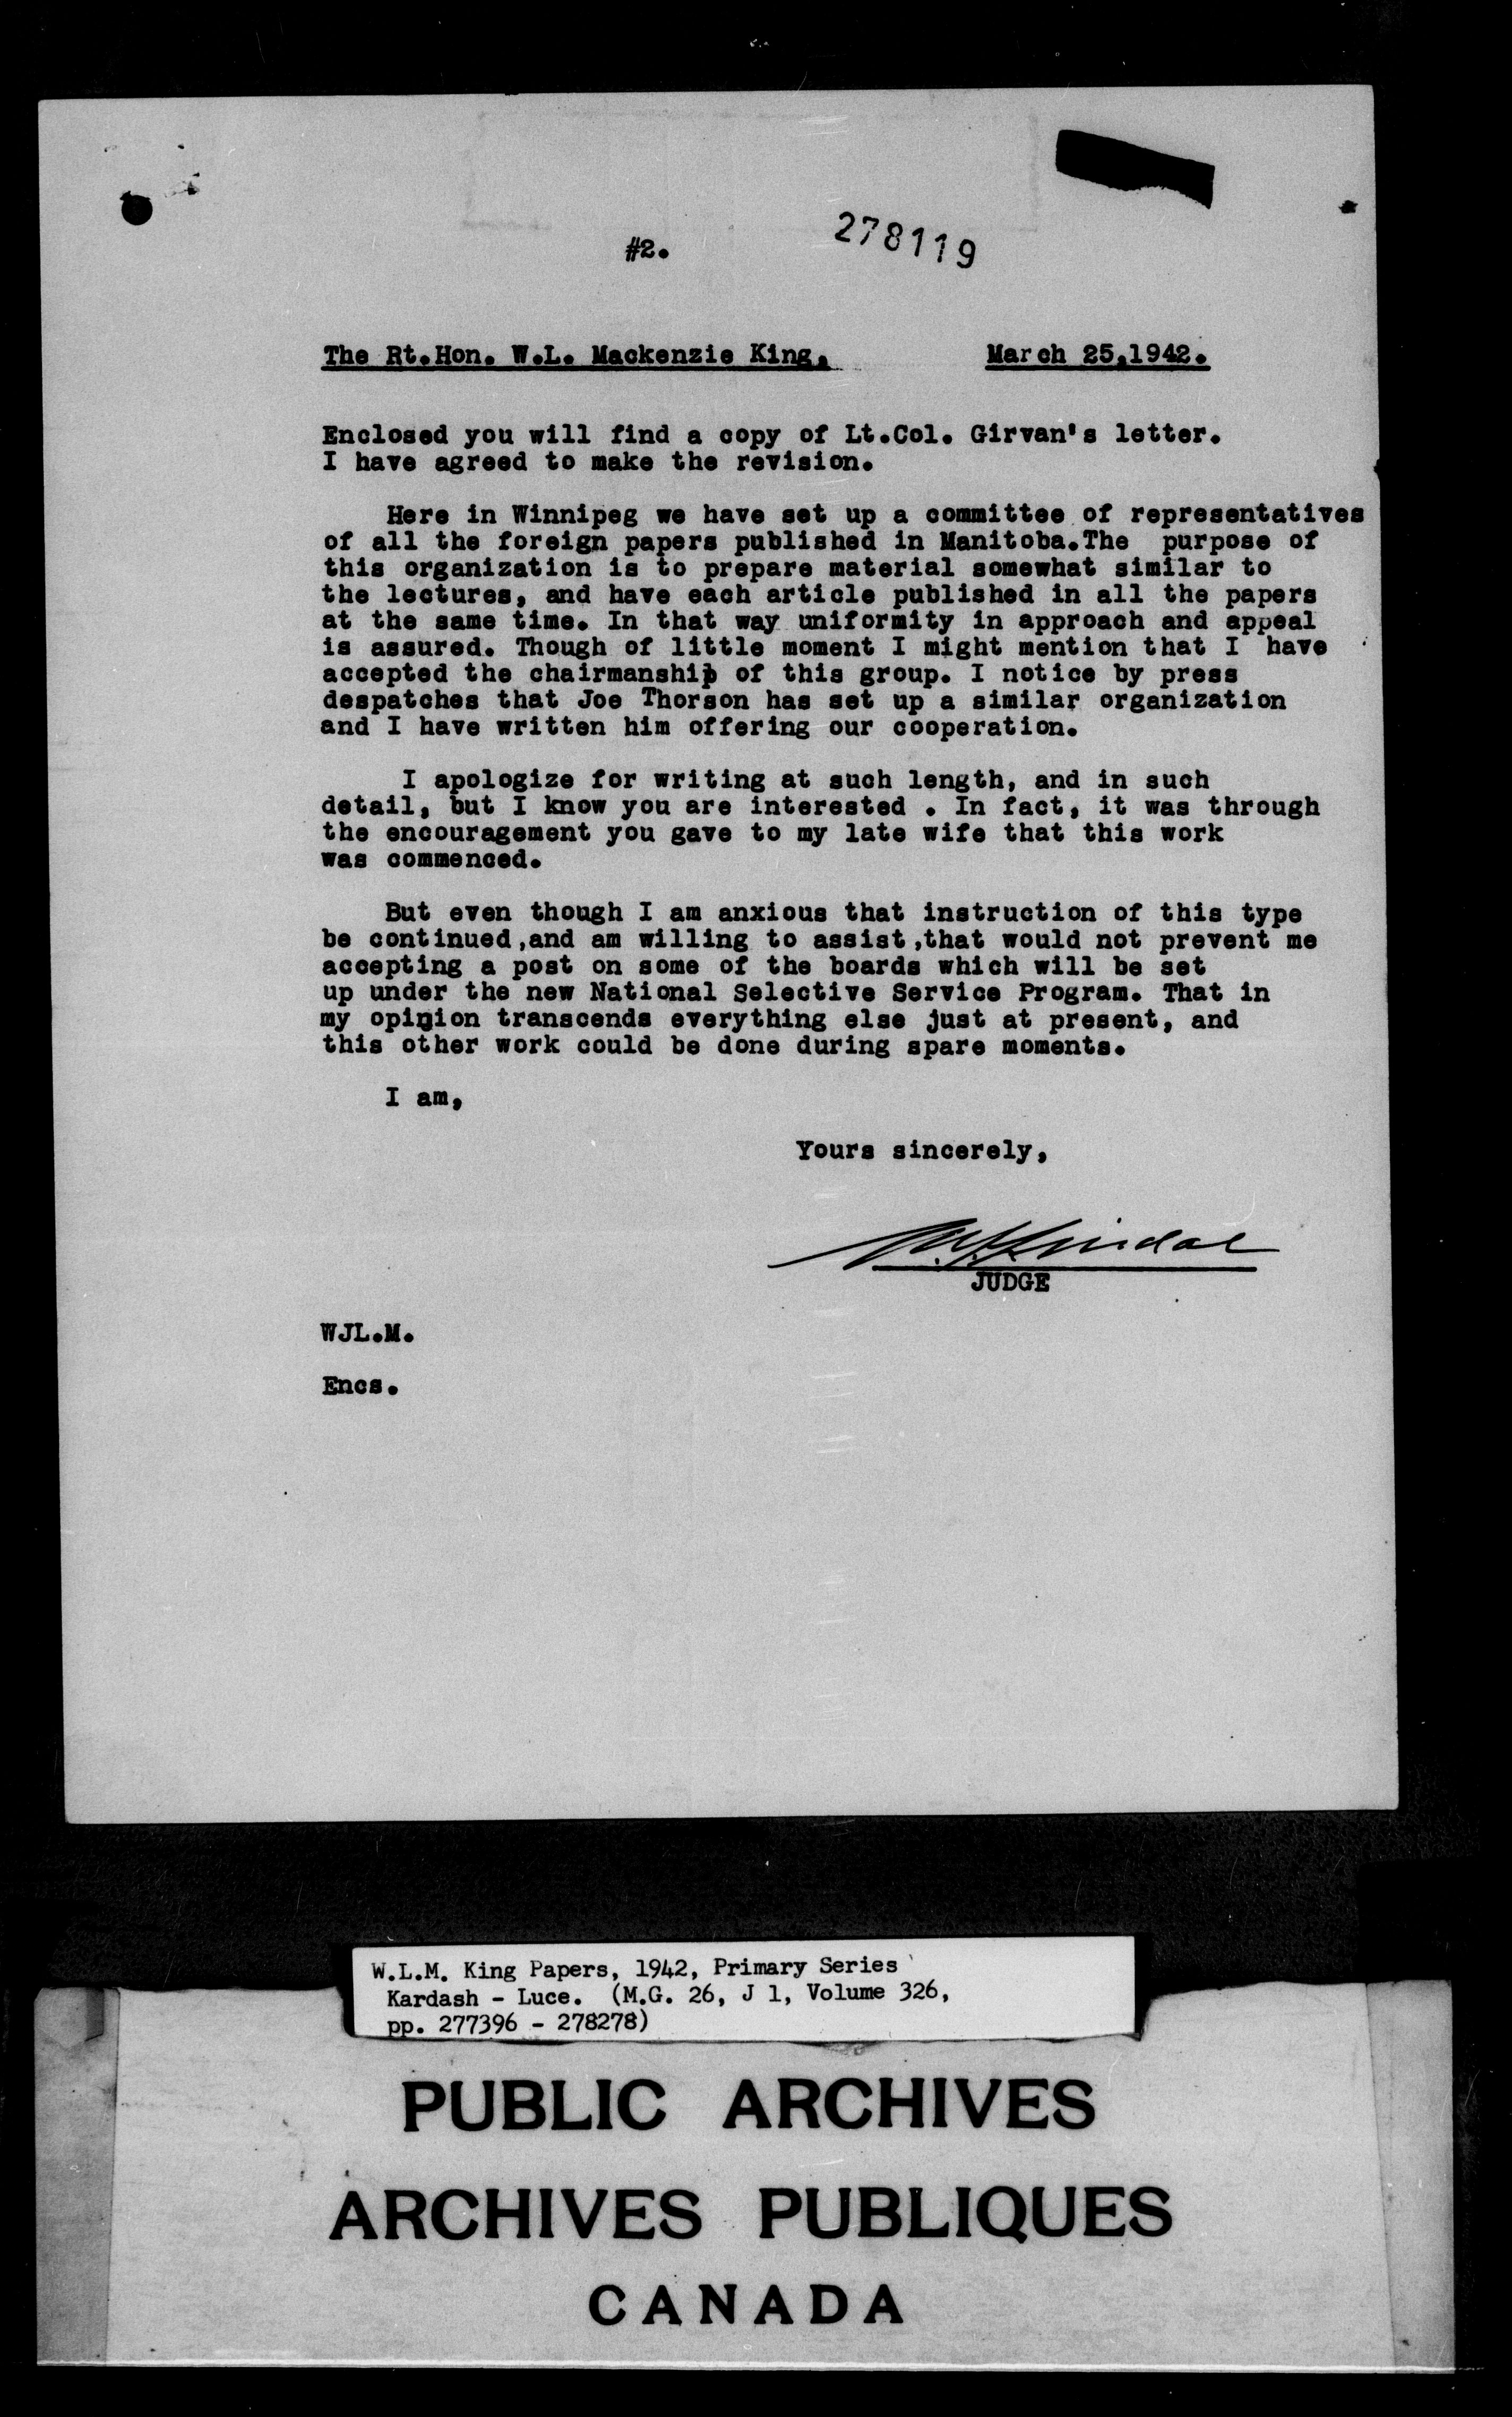 #2.
278119
The Rt.Hon. W.L. Mackenzie King, March 25,1942.
Enclosed you will find a copy of Lt.Col. Girvan's letter.
I have agreed to make the revision.
Here in Winnipeg we have set up a committee of representatives
of all the foreign papers published in Manitoba.The purpose of
this organization is to prepare material somewhat similar to
the lectures, and have each article published in all the papers
at the same time. In that way uniformity in approach and appeal
is assured. Though of little moment I might mention that I have
accepted the chairmanship of this group. I notice by press
despatches that Joe Thorson has set up a similar organization
and I have written him offering our cooperation.
I apologize for writing at such length, and in such
detail, but I know you are interested . In fact, it was through
the encouragement you gave to my late wife that this work
was commenced.
But even though I am anxious that instruction of this type
be continued,and am willing to assist,that would not prevent me
accepting a post on some of the boards which will be set
up under the new National Selective Service Program. That in
my opinion transcends everything else just at present, and
this other work could be done during spare moments.
I am,
Yours sincerely,
W.J. Lindal
JUDGE
WJL.M.
Encs.
W.L.M. King Papers, 1942, Primary Series
Kardash - Luce. (M.G. 26, J 1, Volume 326,
pp. 277396 - 278278)
PUBLIC ARCHIVES
ARCHIVES PUBLIQUES
CANADA